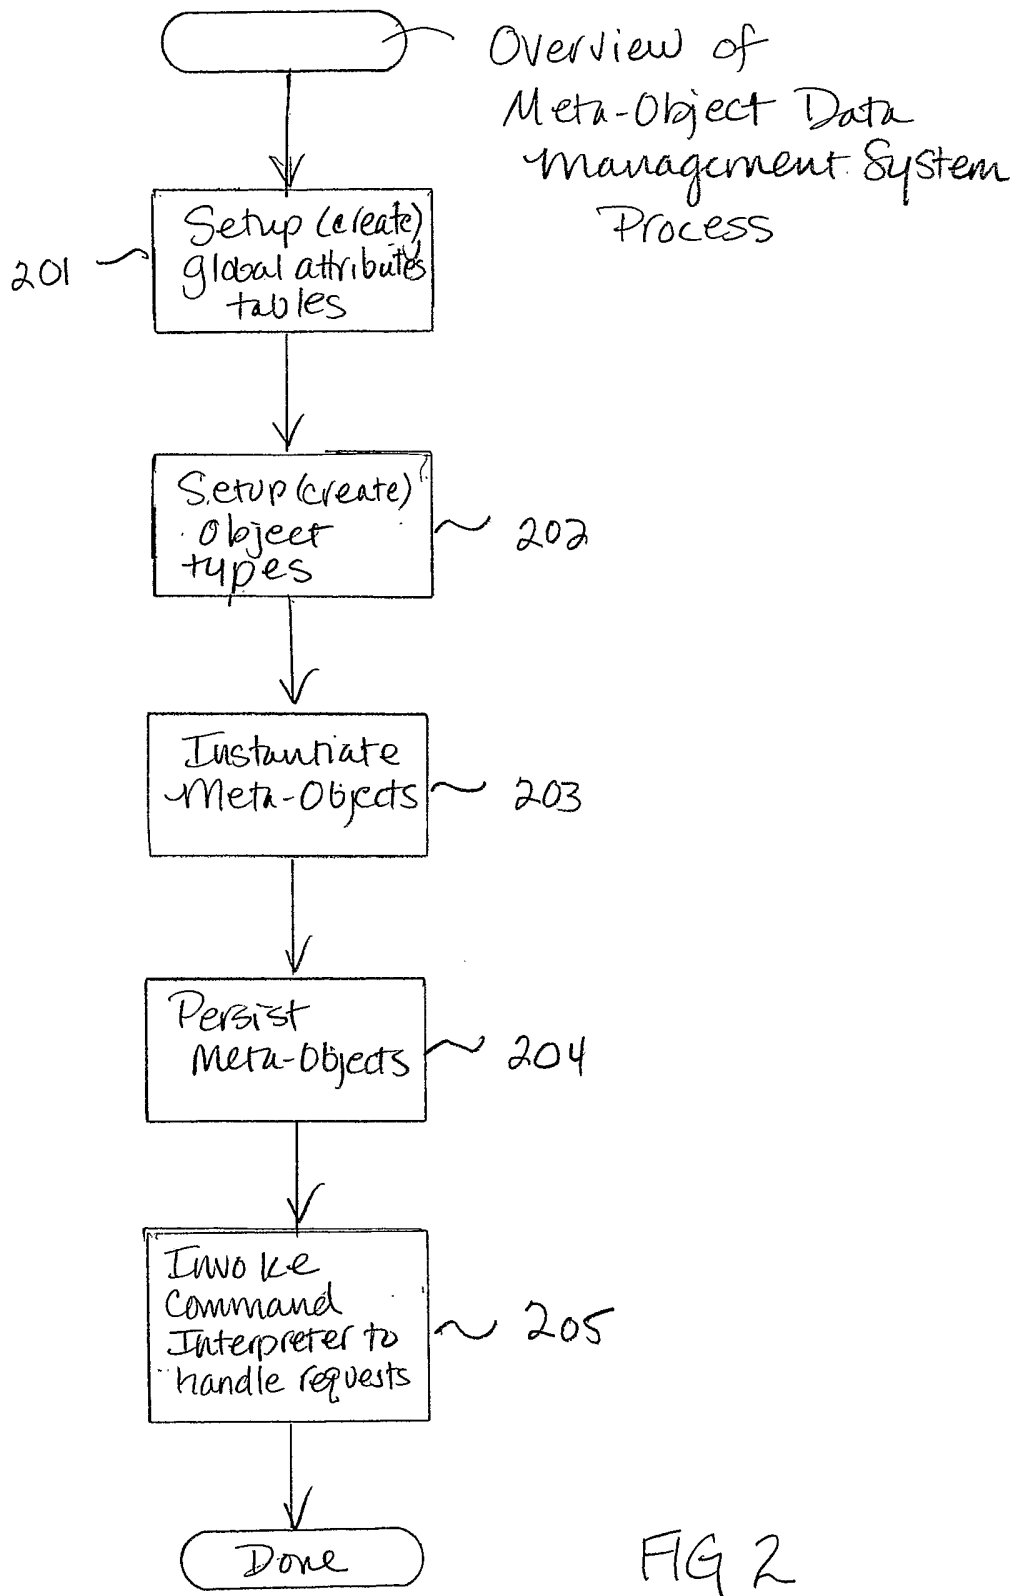 Overview of
Meta-Object Data
Management System
Process
Setup (create)
global attributes
tables
201
Setup (create)
Object
types
202
Instantiate
Meta-Objects
203
Persist
Meta-Objects
204
Invoke
Command
Interpreter to
handle requests
205
Done
FIG 2